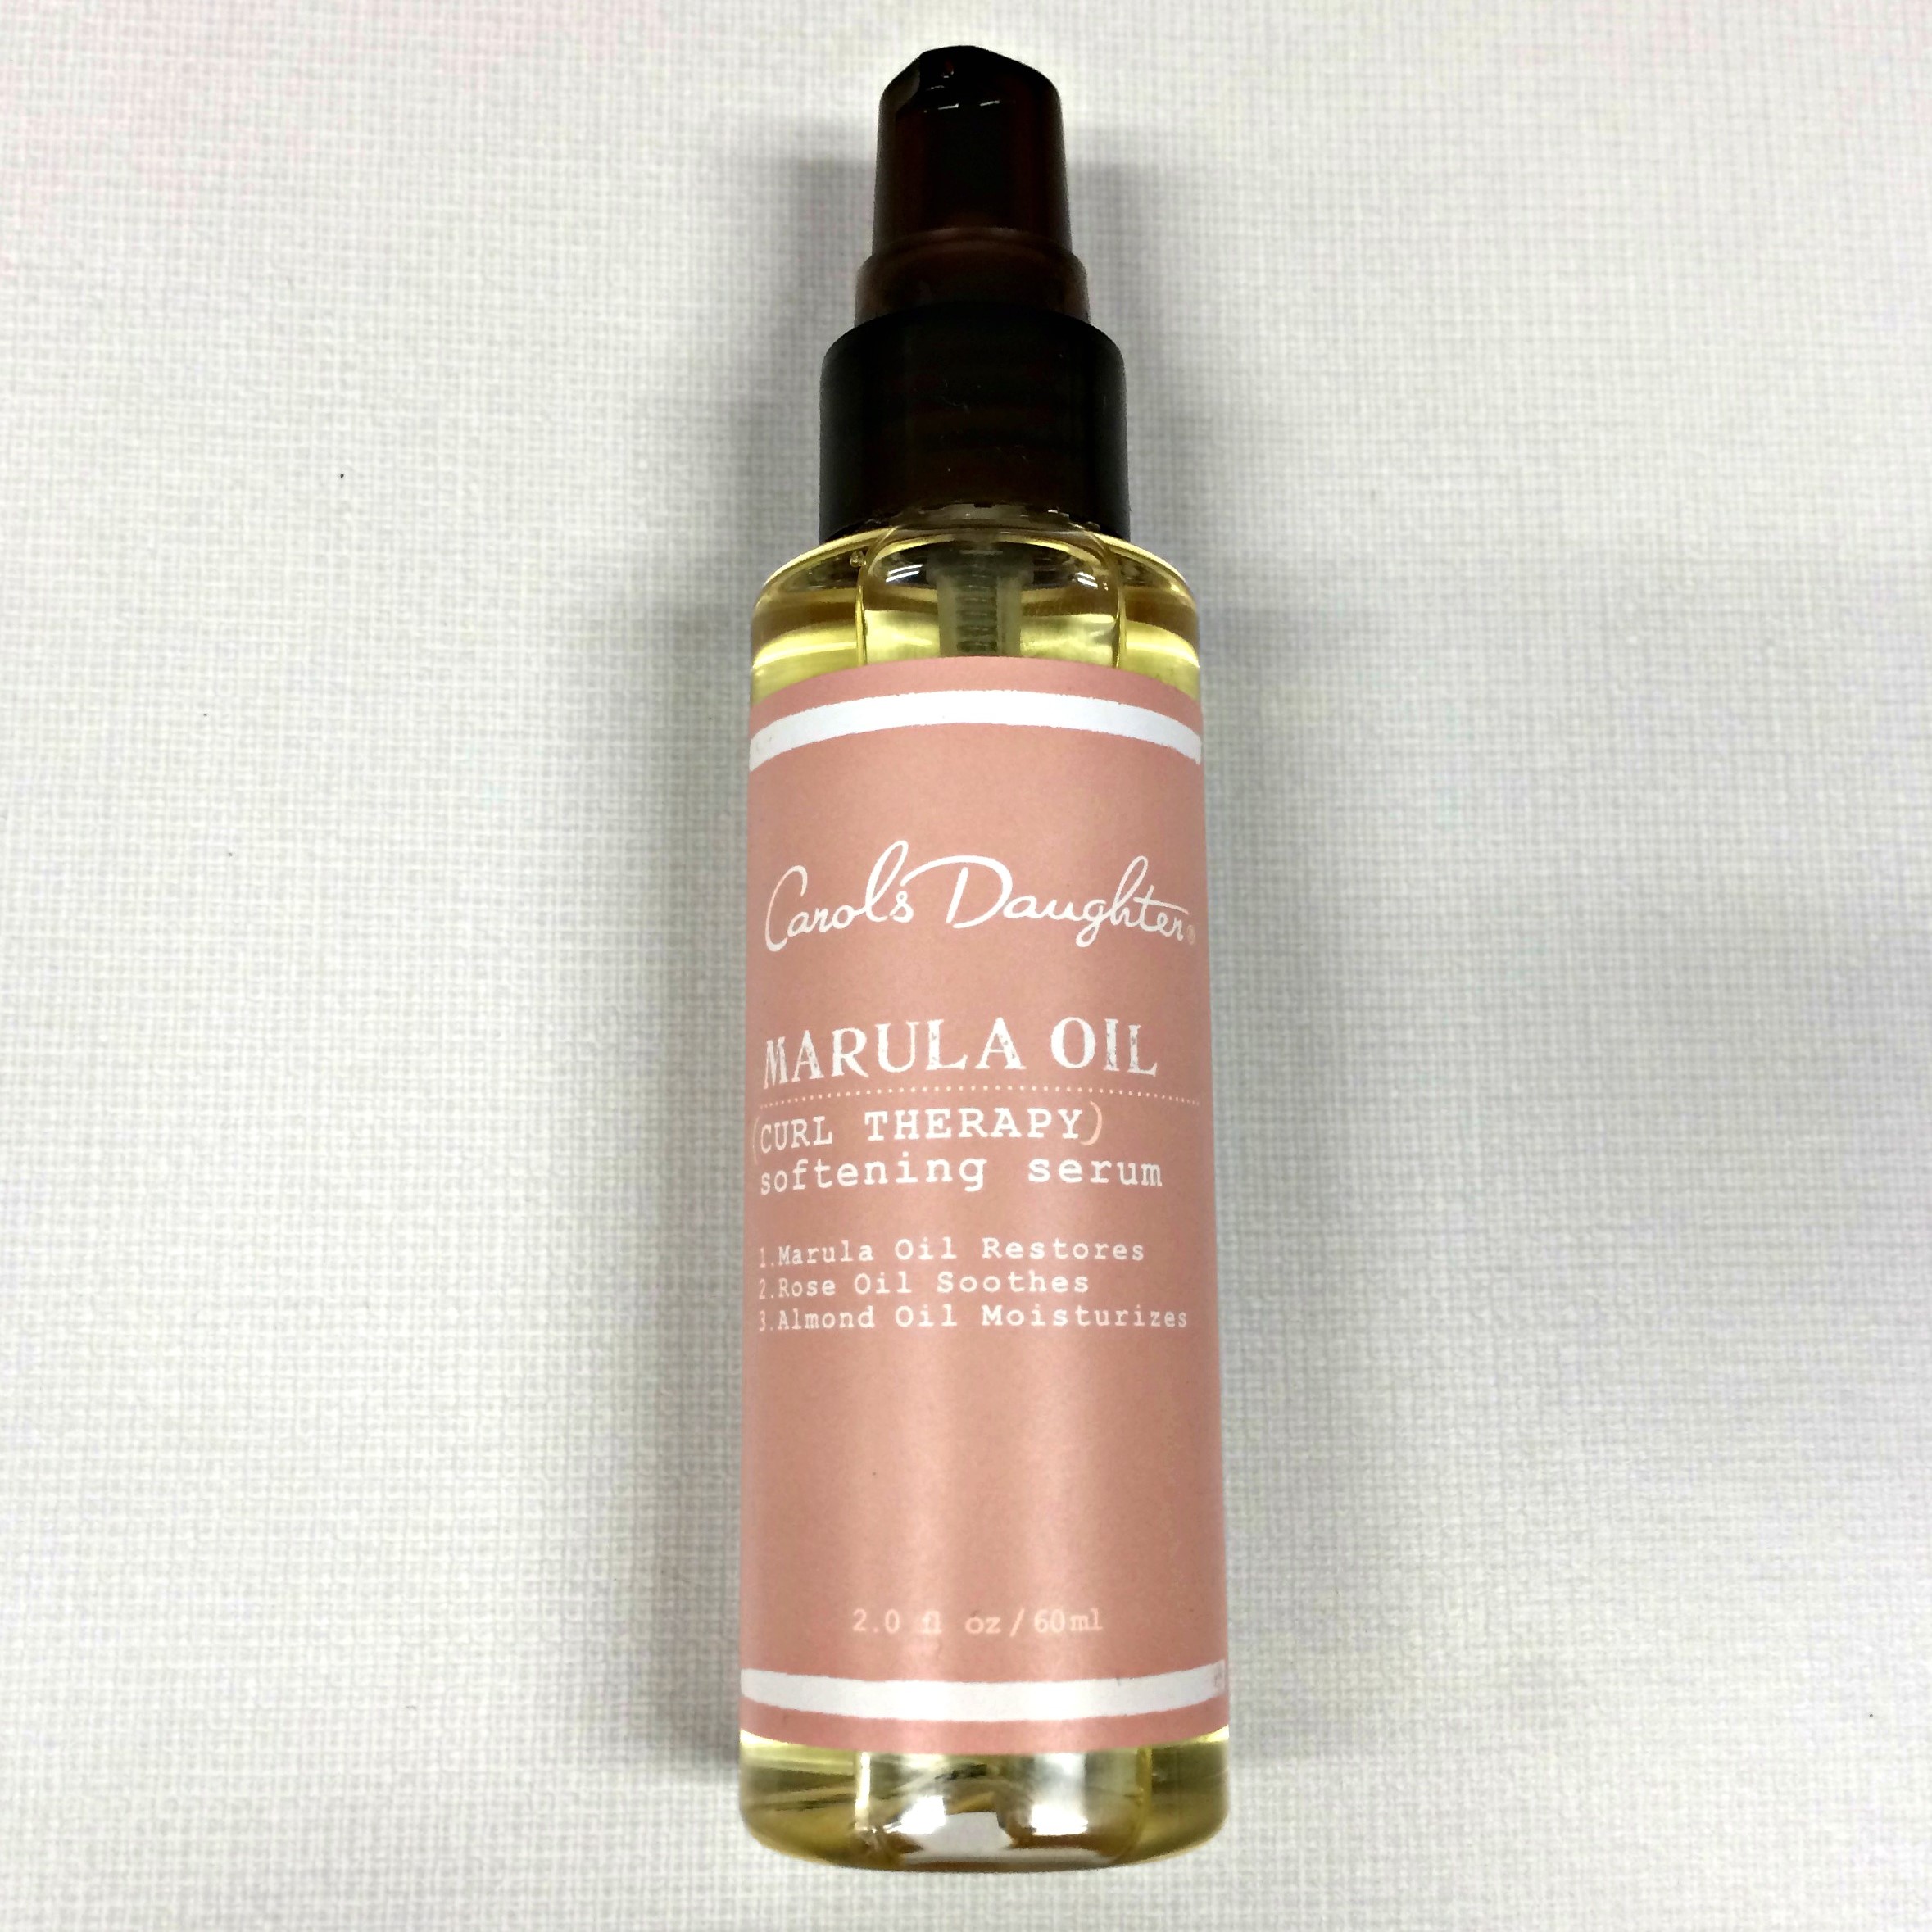 Carol's Daughter®
MARULA OIL
(CURL THERAPY)
softening serum
1.Marula Oil Restores
2.Rose Oil Soothes
3.Almond Oil Moisturizes
2.0 fl oz/60ml